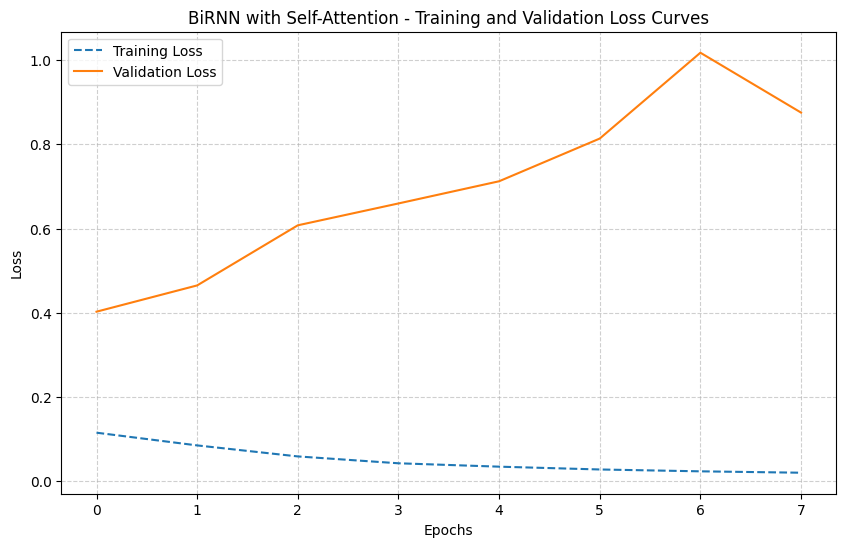 BiRNN with Self-Attention - Training and Validation Loss Curves
Training Loss
Validation Loss
1.0
0.8
0.6
0.4
0.2
0.0
Loss
0 1 2 3 4 5 6 7
Epochs